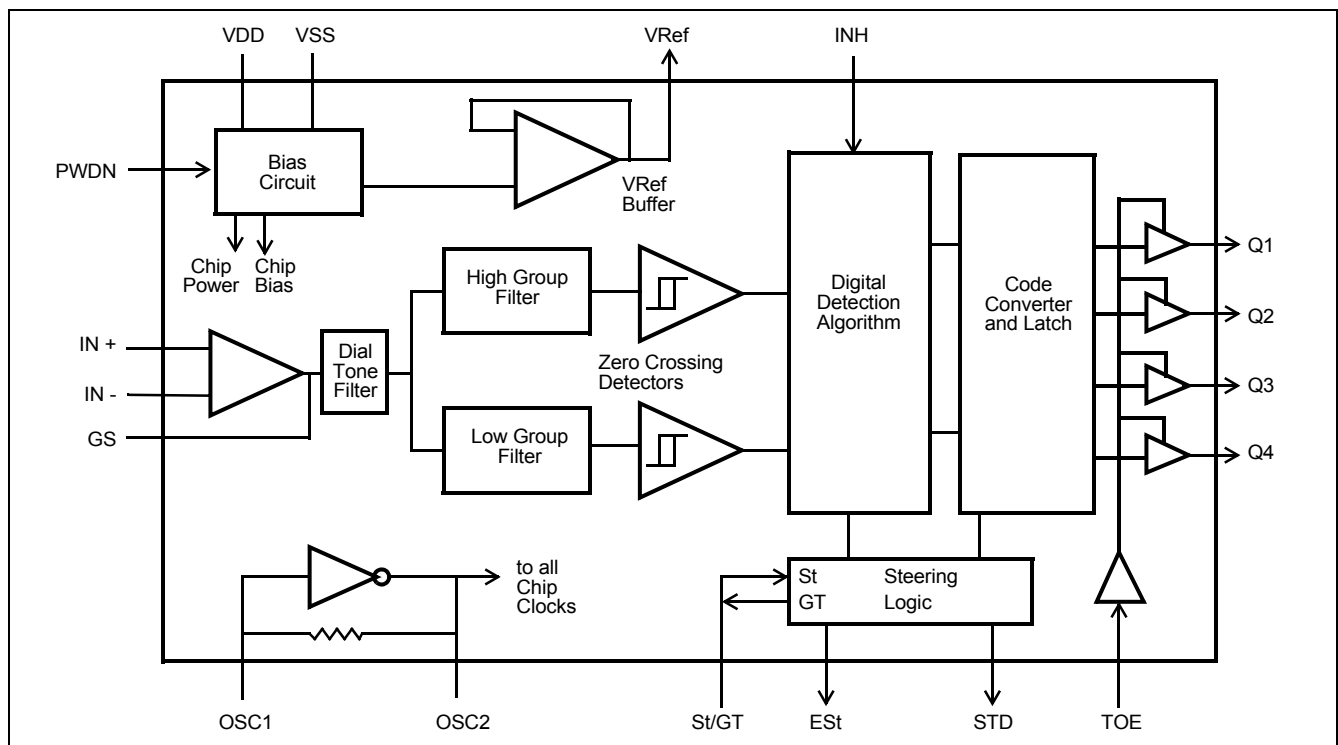 VDD
VSS
VRef
INH
PWDN
Bias
Circuit
VRef
Buffer
Chip
Power
Chip
Bias
High Group
Filter
Digital
Detection
Algorithm
Code
Converter
and Latch
Q1
Q2
Q3
Q4
IN +
IN -
GS
Dial
Tone
Filter
Zero Crossing
Detectors
Low Group
Filter
to all
Chip
Clocks
St
Steering
GT
Logic
OSC1
OSC2
St/GT
ESt
STD
TOE